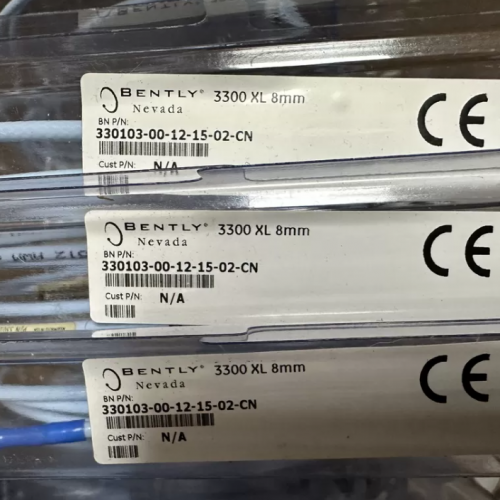 BENTLY® 3300 XL 8mm
Nevada
BN P/N:
330103-00-12-15-02-CN
Cust P/N: N/A
CE
BENTLY® 3300 XL 8mm
Nevada
BN P/N:
330103-00-12-15-02-CN
Cust P/N: N/A
CE
BENTLY® 3300 XL 8mm
Nevada
BN P/N:
330103-00-12-15-02-CN
Cust P/N: N/A
CE